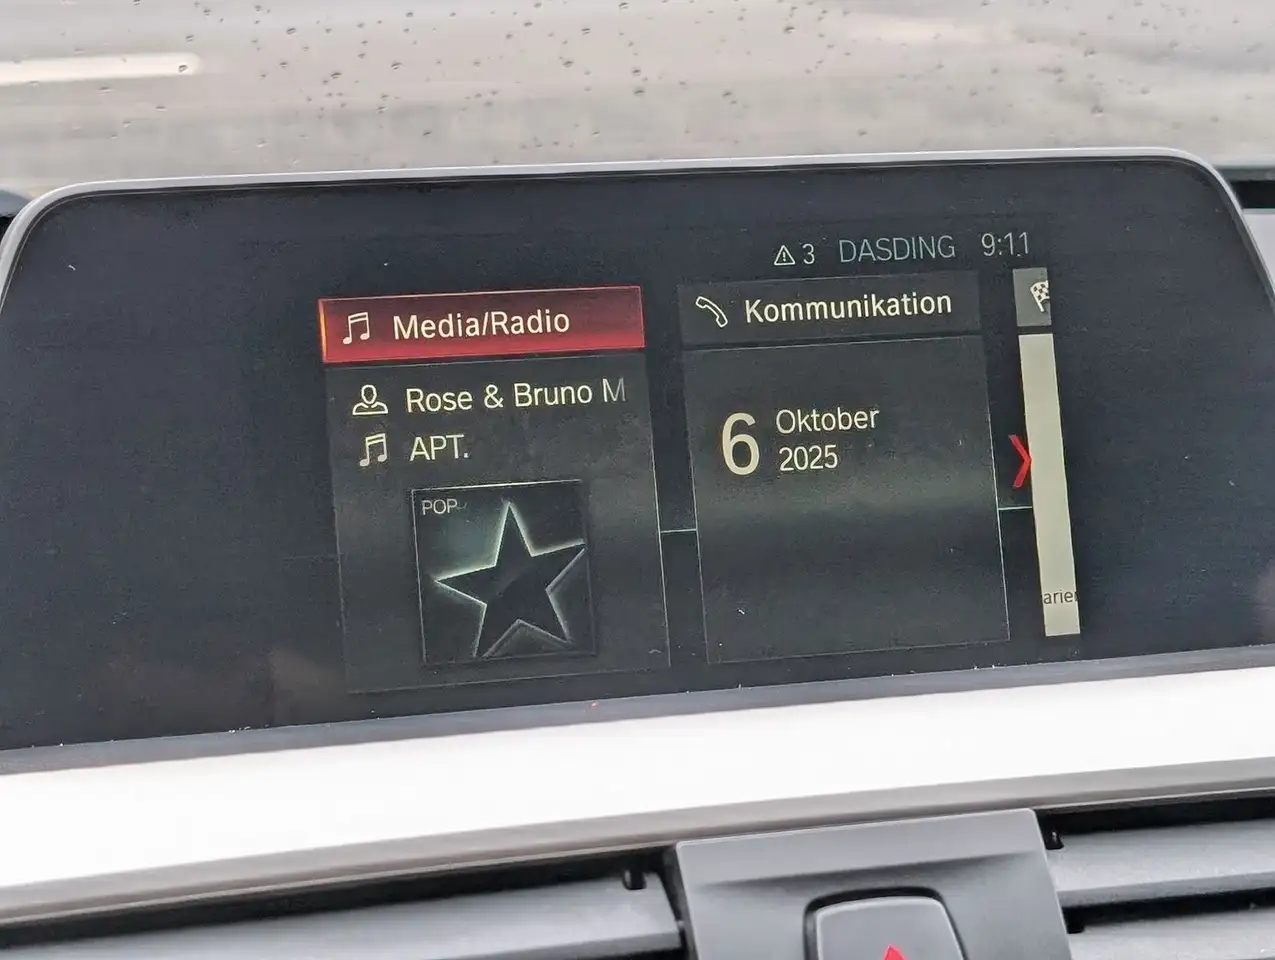 3 DASDING 9:11
Media/Radio
Rose & Bruno M
APT.
POP
Kommunikation
6 Oktober
2025